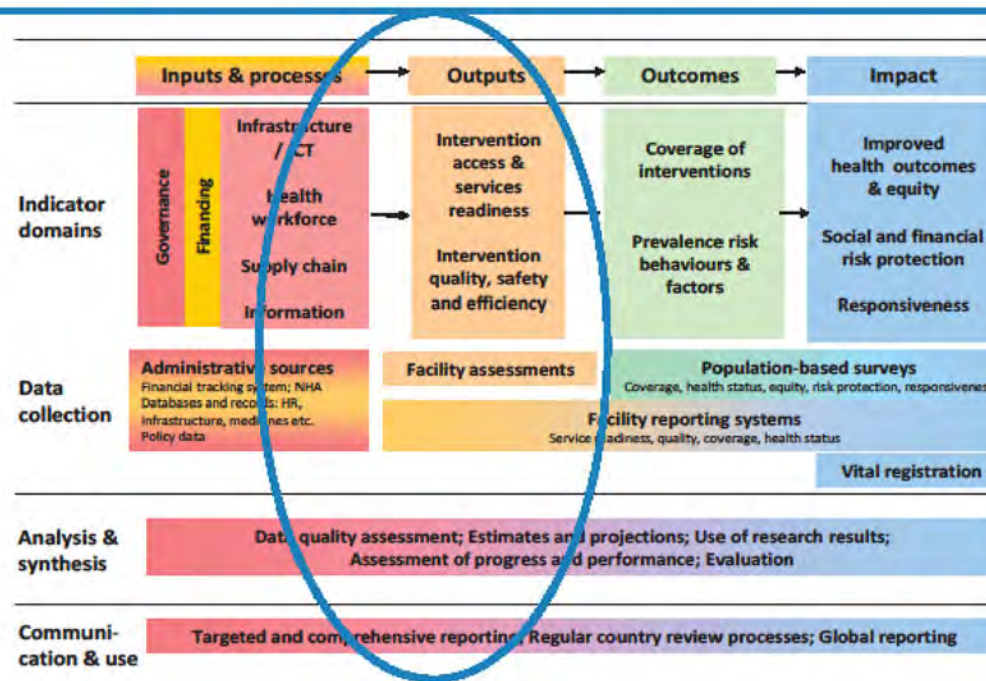 Inputs & processes
Outputs
Outcomes
Impact
Indicator
domains
Governance
Financing
Infrastructure
/ ICT
Health
workforce
Supply chain
Information
Intervention
access &
services
readiness
Intervention
quality, safety
and efficiency
Coverage of
interventions
Prevalence risk
behaviours &
factors
Improved
health outcomes
& equity
Social and financial
risk protection
Responsiveness
Data
collection
Administrative sources
Financial tracking system; NHA
Databases and records: HR,
infrastructure, medicines etc.
Policy data
Facility assessments
Population-based surveys
Coverage, health status, equity, risk protection, responsiveness
Facility reporting systems
Service readiness, quality, coverage, health status
Vital registration
Analysis &
synthesis
Data quality assessment; Estimates and projections; Use of research results;
Assessment of progress and performance; Evaluation
Communi-
cation & use
Targeted and comprehensive reporting; Regular country review processes; Global reporting